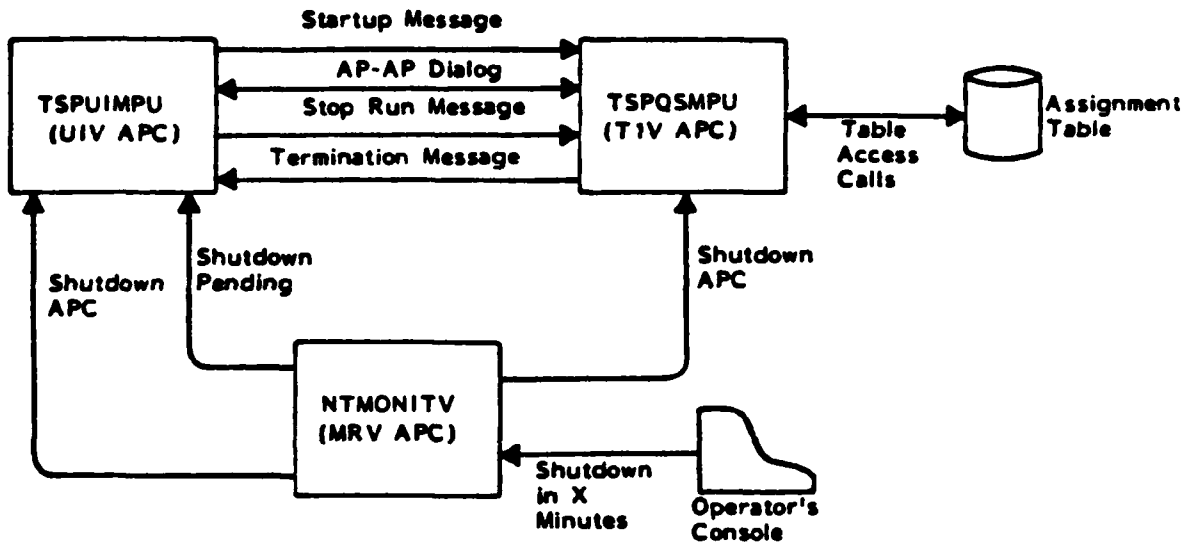 Startup Message
AP-AP Dialog
Stop Run Message
Termination Message
TSPUIMPU
(UIV APC)
TSPQSMPU
(T1V APC)
Table
Access
Calls
Assignment
Table
Shutdown
APC
Shutdown
Pending
Shutdown
APC
NTMONITV
(MRV APC)
Shutdown
in X
Minutes
Operator's
Console